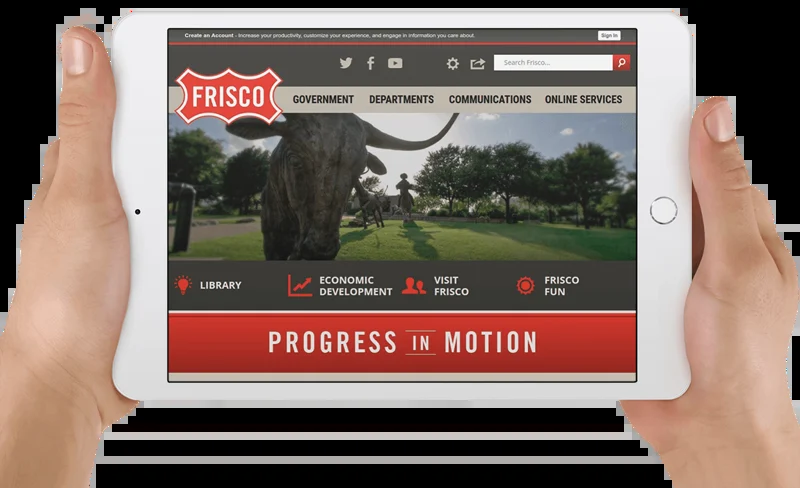 Create an Account - Increase your productivity, customize your experience, and engage in information you care about.
Sign In
Search Frisco...
FRISCO
GOVERNMENT DEPARTMENTS COMMUNICATIONS ONLINE SERVICES
LIBRARY
ECONOMIC
DEVELOPMENT
VISIT
FRISCO
FRISCO
FUN
PROGRESS IN MOTION